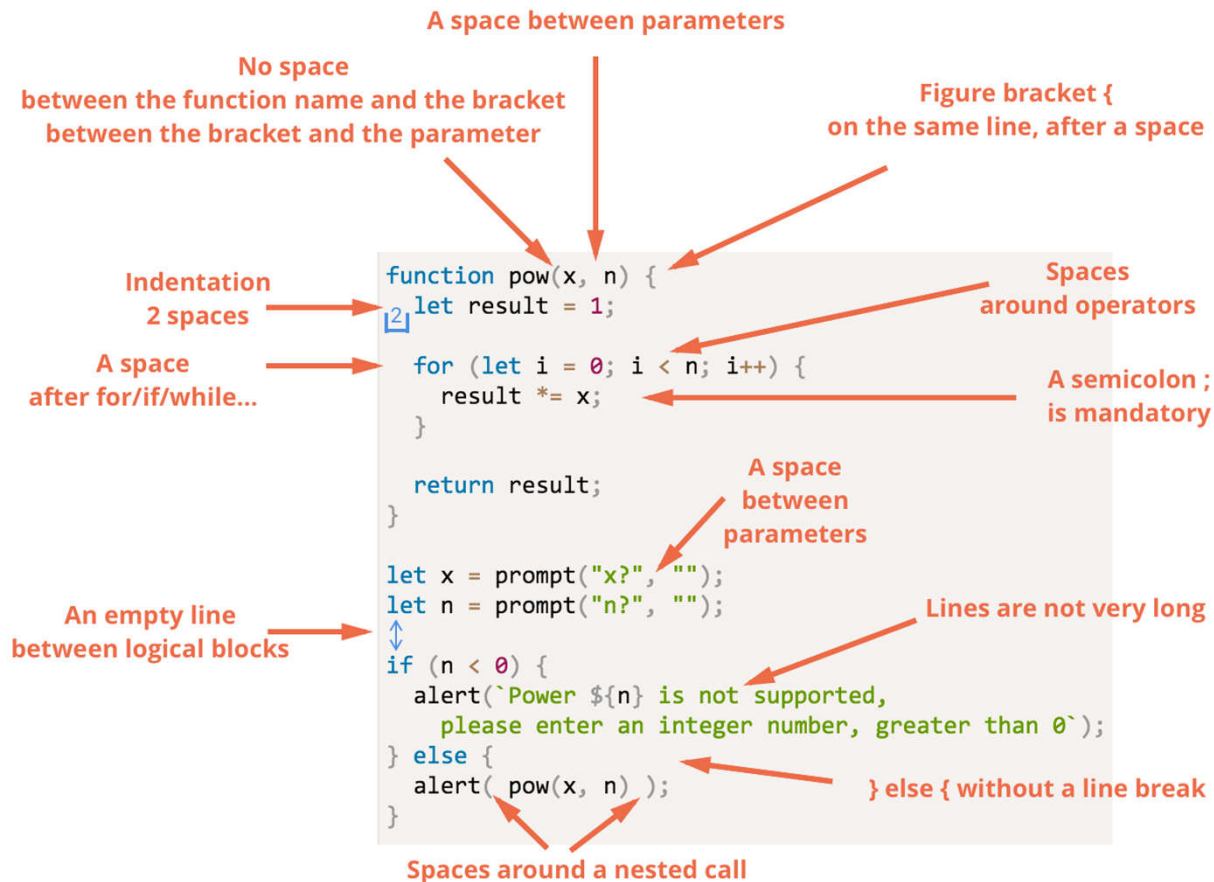 A space between parameters
No space
between the function name and the bracket
between the bracket and the parameter
Figure bracket {
on the same line, after a space
Indentation
2 spaces
A space
after for/if/while...
An empty line
between logical blocks
function pow(x, n) {
2
  let result = 1;

  for (let i = 0; i < n; i++) {
    result *= x;
  }

  return result;
}

let x = prompt("x?", "");
let n = prompt("n?", "");

if (n < 0) {
  alert(`Power ${n} is not supported,
    please enter an integer number, greater than 0`);
} else {
  alert( pow(x, n) );
}
Spaces
around operators
A semicolon ;
is mandatory
A space
between
parameters
Lines are not very long
} else { without a line break
Spaces around a nested call